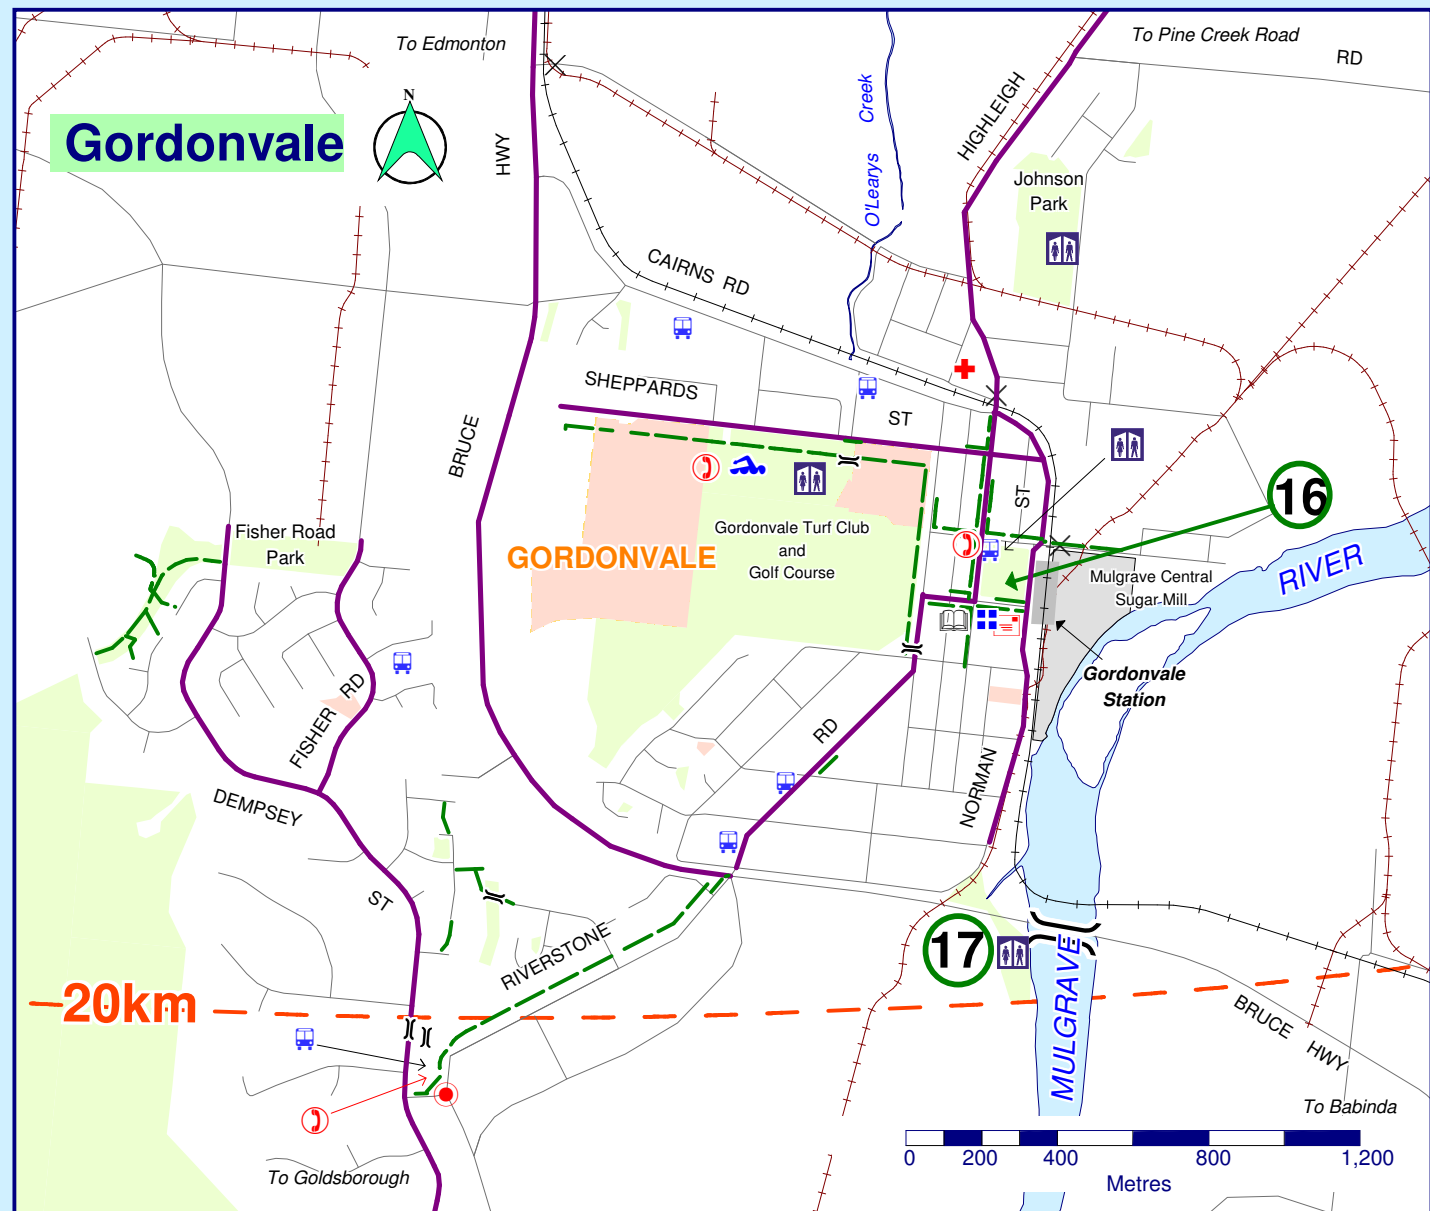 To Edmonton
To Pine Creek Road
RD
N
Gordonvale
HWY
O'Learys Creek
HIGHLEIGH
Johnson
Park
CAIRNS RD
SHEPPARDS
ST
BRUCE
ST
16
Fisher Road
Park
Gordonvale Turf Club
and
Golf Course
GORDONVALE
Mulgrave Central
Sugar Mill
RIVER
Gordonvale
Station
FISHER RD
RD
DEMPSEY
NORMAN
ST
RIVERSTONE
17
20km
MULGRAVE
BRUCE HWY
To Babinda
To Goldsborough
0 200 400 800 1,200
Metres